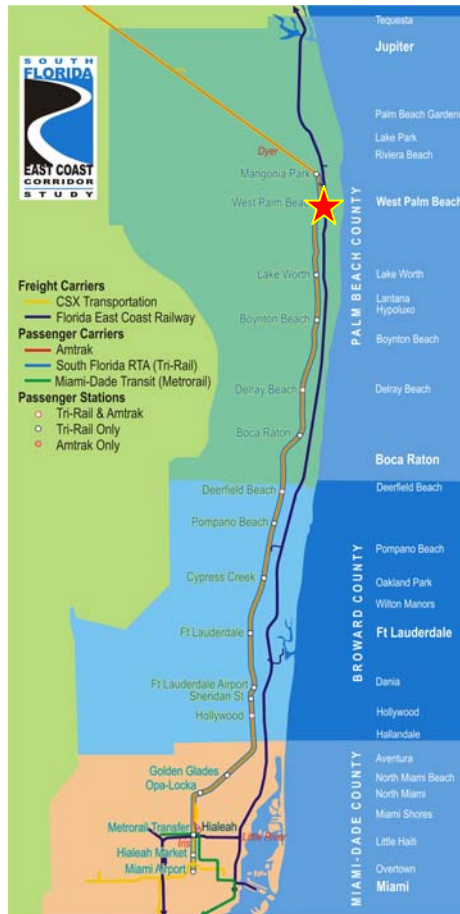 SOUTH
FLORIDA
EAST COAST
CORRIDOR
STUDY
Freight Carriers
CSX Transportation
Florida East Coast Railway
Passenger Carriers
Amtrak
South Florida RTA (Tri-Rail)
Miami-Dade Transit (Metrorail)
Passenger Stations
Tri-Rail & Amtrak
Tri-Rail Only
Amtrak Only
Dyer
Mangonia Park
West Palm Beach
Lake Worth
Boynton Beach
Delray Beach
Boca Raton
Deerfield Beach
Pompano Beach
Cypress Creek
Ft Lauderdale
Ft Lauderdale Airport
Sheridan St
Hollywood
Golden Glades
Opa-Locka
Metrorail Transfer
Hialeah
Iris
Little River
Hialeah Market
Miami Airport
PALM BEACH COUNTY
BROWARD COUNTY
MIAMI-DADE COUNTY
Tequesta
Jupiter
Palm Beach Gardens
Lake Park
Riviera Beach
West Palm Beach
Lake Worth
Lantana
Hypoluxo
Boynton Beach
Delray Beach
Boca Raton
Deerfield Beach
Pompano Beach
Oakland Park
Wilton Manors
Ft Lauderdale
Dania
Hollywood
Hallandale
Aventura
North Miami Beach
North Miami
Miami Shores
Little Haiti
Overtown
Miami